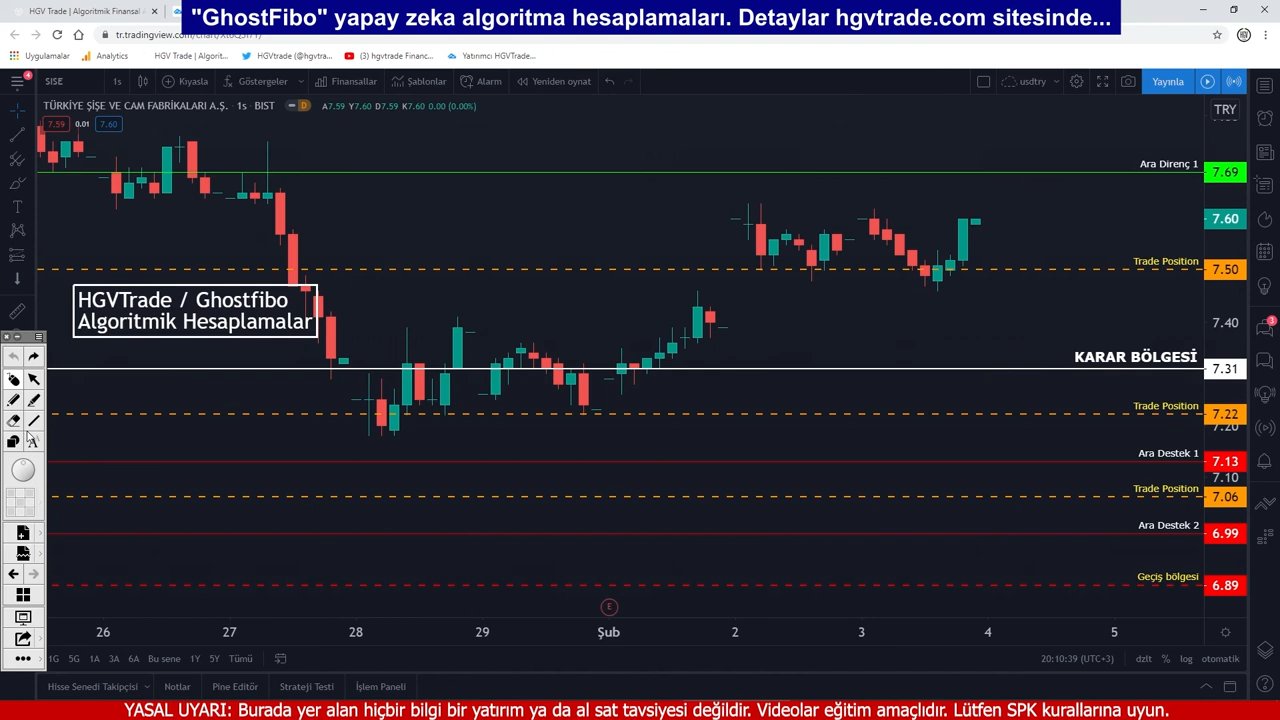 "GhostFibo" yapay zeka algoritma hesaplamaları. Detaylar hgvtrade.com sitesinde...
HGV Trade | Algoritmik Finansal A
tr.tradingview.com/chart/
Uygulamalar
Analytics
HGV Trade | Algorit...
HGVtrade (@hgvtra...
(3) hgvtrade Financ...
Yatırımcı HGVTrade...
4
SISE
1s
Kıyasla
Göstergeler
Finansallar
Şablonlar
Alarm
Yeniden oynat
usdtry
Yayınla
TÜRKİYE ŞİŞE VE CAM FABRİKALARI A.Ş. · 1s · BIST
D
A7.59 Y7.60 D7.59 K7.60 0.00 (0.00%)
TRY
7.59
0.01
7.60
Ara Direnç 1
7.69
7.60
Trade Position
7.50
HGVTrade / Ghostfibo
Algoritmik Hesaplamalar
7.40
3
KARAR BÖLGESİ
7.31
Trade Position
7.22
7.20
Ara Destek 1
7.13
7.10
Trade Position
7.06
Ara Destek 2
6.99
Geçiş bölgesi
6.89
E
26
27
28
29
Şub
2
3
4
5
1G
5G
1A
3A
6A
Bu sene
1Y
5Y
Tümü
20:10:39 (UTC+3)
dzlt
%
log
otomatik
Hisse Senedi Takipçisi
Notlar
Pine Editör
Strateji Testi
İşlem Paneli
YASAL UYARI: Burada yer alan hiçbir bilgi bir yatırım ya da al sat tavsiyesi değildir. Videolar eğitim amaçlıdır. Lütfen SPK kurallarına uyun.